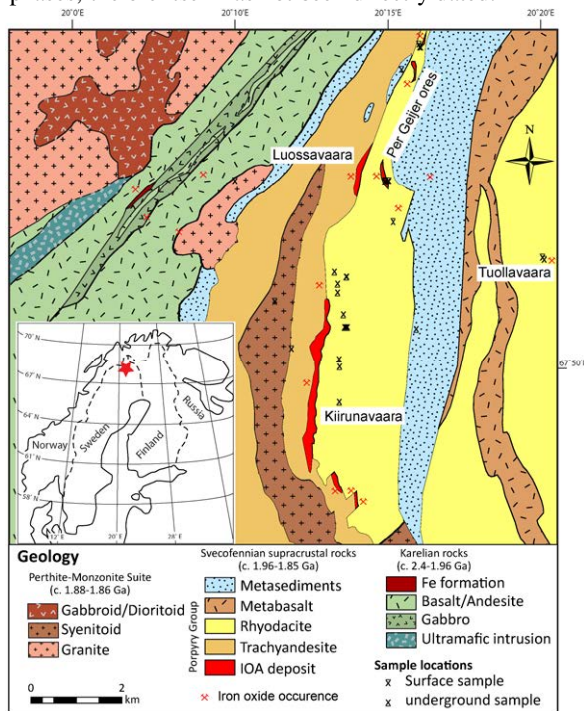 20°0'E
20°10'E
20°15'E
20°20'E
Per Geijer ores
Luossavaara
N
Tuollavaara
67°50'
Kiirunavaara
70° N
67° N
64° N
61° N
58° N
12° E
20° E
28° E
Norway
Sweden
Finland
Russia
Geology
Perthite-Monzonite Suite
(c. 1.88-1.86 Ga)
Gabbroid/Dioritoid
Syenitoid
Granite
0 2
km
Svecofennian supracrustal rocks
(c. 1.96-1.85 Ga)
Porpyry Group
Metasediments
Metabasalt
Rhyodacite
Trachyandesite
IOA deposit
Iron oxide occurence
Karelian rocks
(c. 2.4-1.96 Ga)
Fe formation
Basalt/Andesite
Gabbro
Ultramafic intrusion
Sample locations
Surface sample
underground sample